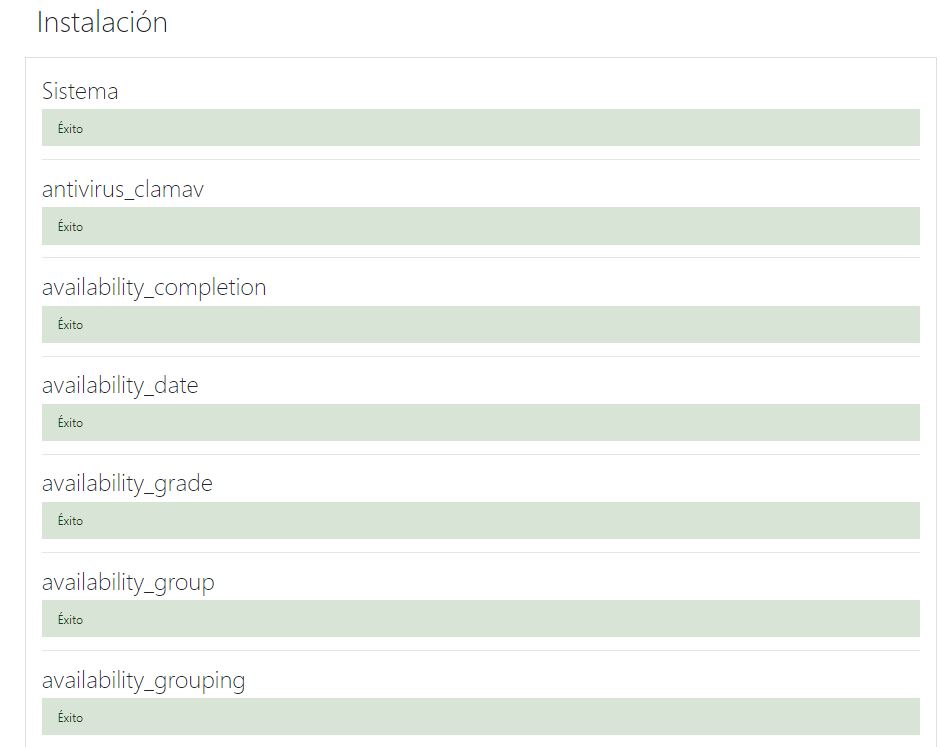 Instalación
Sistema
Éxito
antivirus_clamav
Éxito
availability_completion
Éxito
availability_date
Éxito
availability_grade
Éxito
availability_group
Éxito
availability_grouping
Éxito